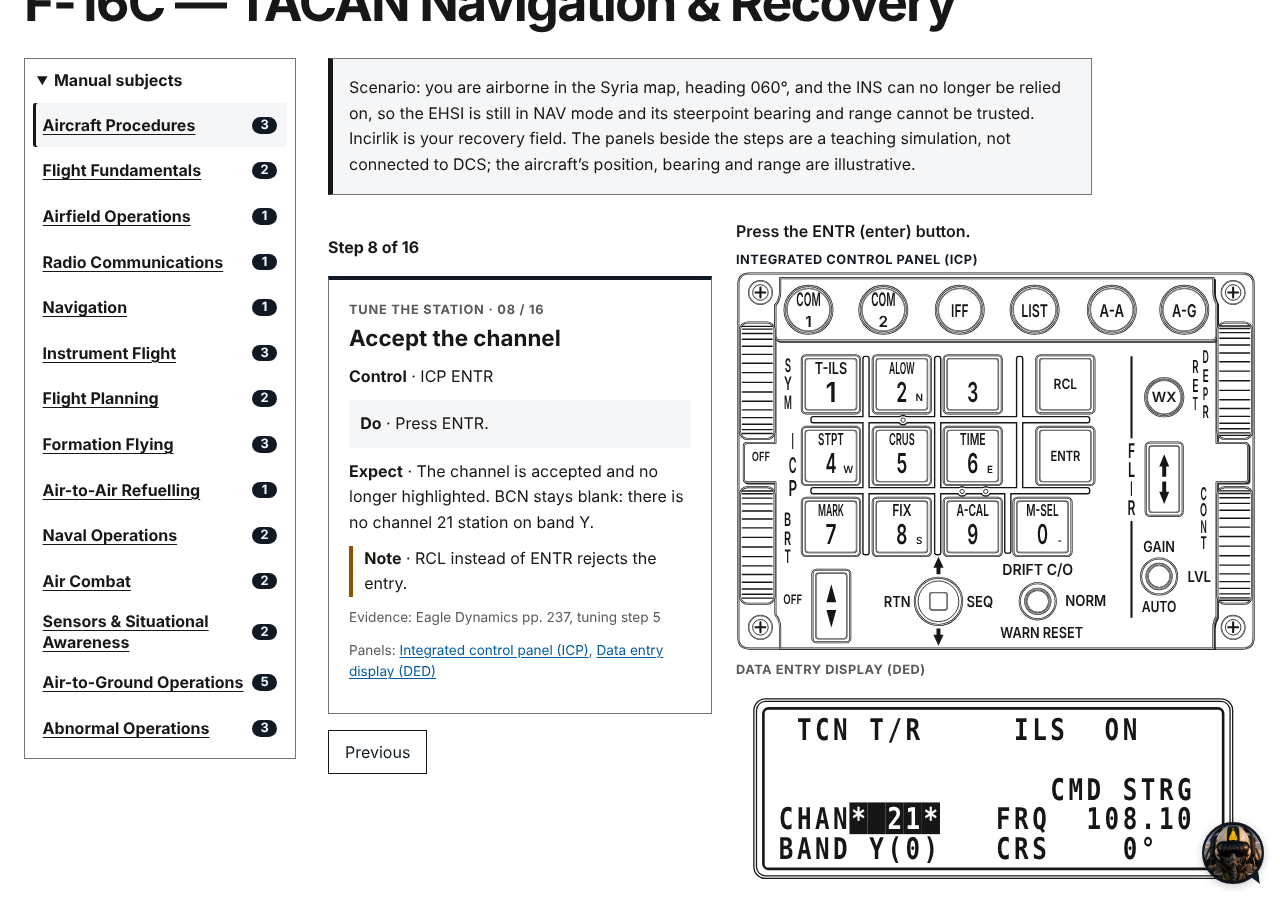 F-16C — TACAN Navigation & Recovery
▼ Manual subjects
Aircraft Procedures 3
Flight Fundamentals 2
Airfield Operations 1
Radio Communications 1
Navigation 1
Instrument Flight 3
Flight Planning 2
Formation Flying 3
Air-to-Air Refuelling 1
Naval Operations 2
Air Combat 2
Sensors & Situational
Awareness 2
Air-to-Ground Operations 5
Abnormal Operations 3
Scenario: you are airborne in the Syria map, heading 060°, and the INS can no longer be relied
on, so the EHSI is still in NAV mode and its steerpoint bearing and range cannot be trusted.
Incirlik is your recovery field. The panels beside the steps are a teaching simulation, not
connected to DCS; the aircraft’s position, bearing and range are illustrative.
Step 8 of 16
TUNE THE STATION · 08 / 16
Accept the channel
Control · ICP ENTR
Do · Press ENTR.
Expect · The channel is accepted and no
longer highlighted. BCN stays blank: there is
no channel 21 station on band Y.
Note · RCL instead of ENTR rejects the
entry.
Evidence: Eagle Dynamics pp. 237, tuning step 5
Panels: Integrated control panel (ICP), Data entry
display (DED)
Previous
Press the ENTR (enter) button.
INTEGRATED CONTROL PANEL (ICP)
COM 1
COM 2
IFF
LIST
A-A
A-G
SYM
T-ILS 1
ALOW 2 N
3
RCL
WX
RET
DEPR
OFF
ICP
STPT 4 W
CRUS 5
TIME 6 E
ENTR
FLIR
BRT
MARK 7
FIX 8 S
A-CAL 9
M-SEL 0 -
CONT
GAIN
LVL
AUTO
OFF
RTN
SEQ
DRIFT C/O
NORM
WARN RESET
DATA ENTRY DISPLAY (DED)
TCN T/R ILS ON
CMD STRG
CHAN* 21* FRQ 108.10
BAND Y(0) CRS 0°